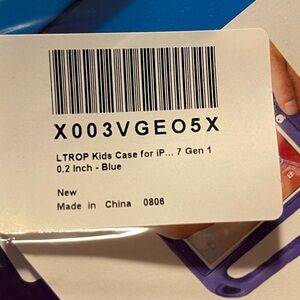 X003VGEO5X
LTROP Kids Case for iP... 7 Gen 1
0.2 Inch - Blue
New
Made in China 0806